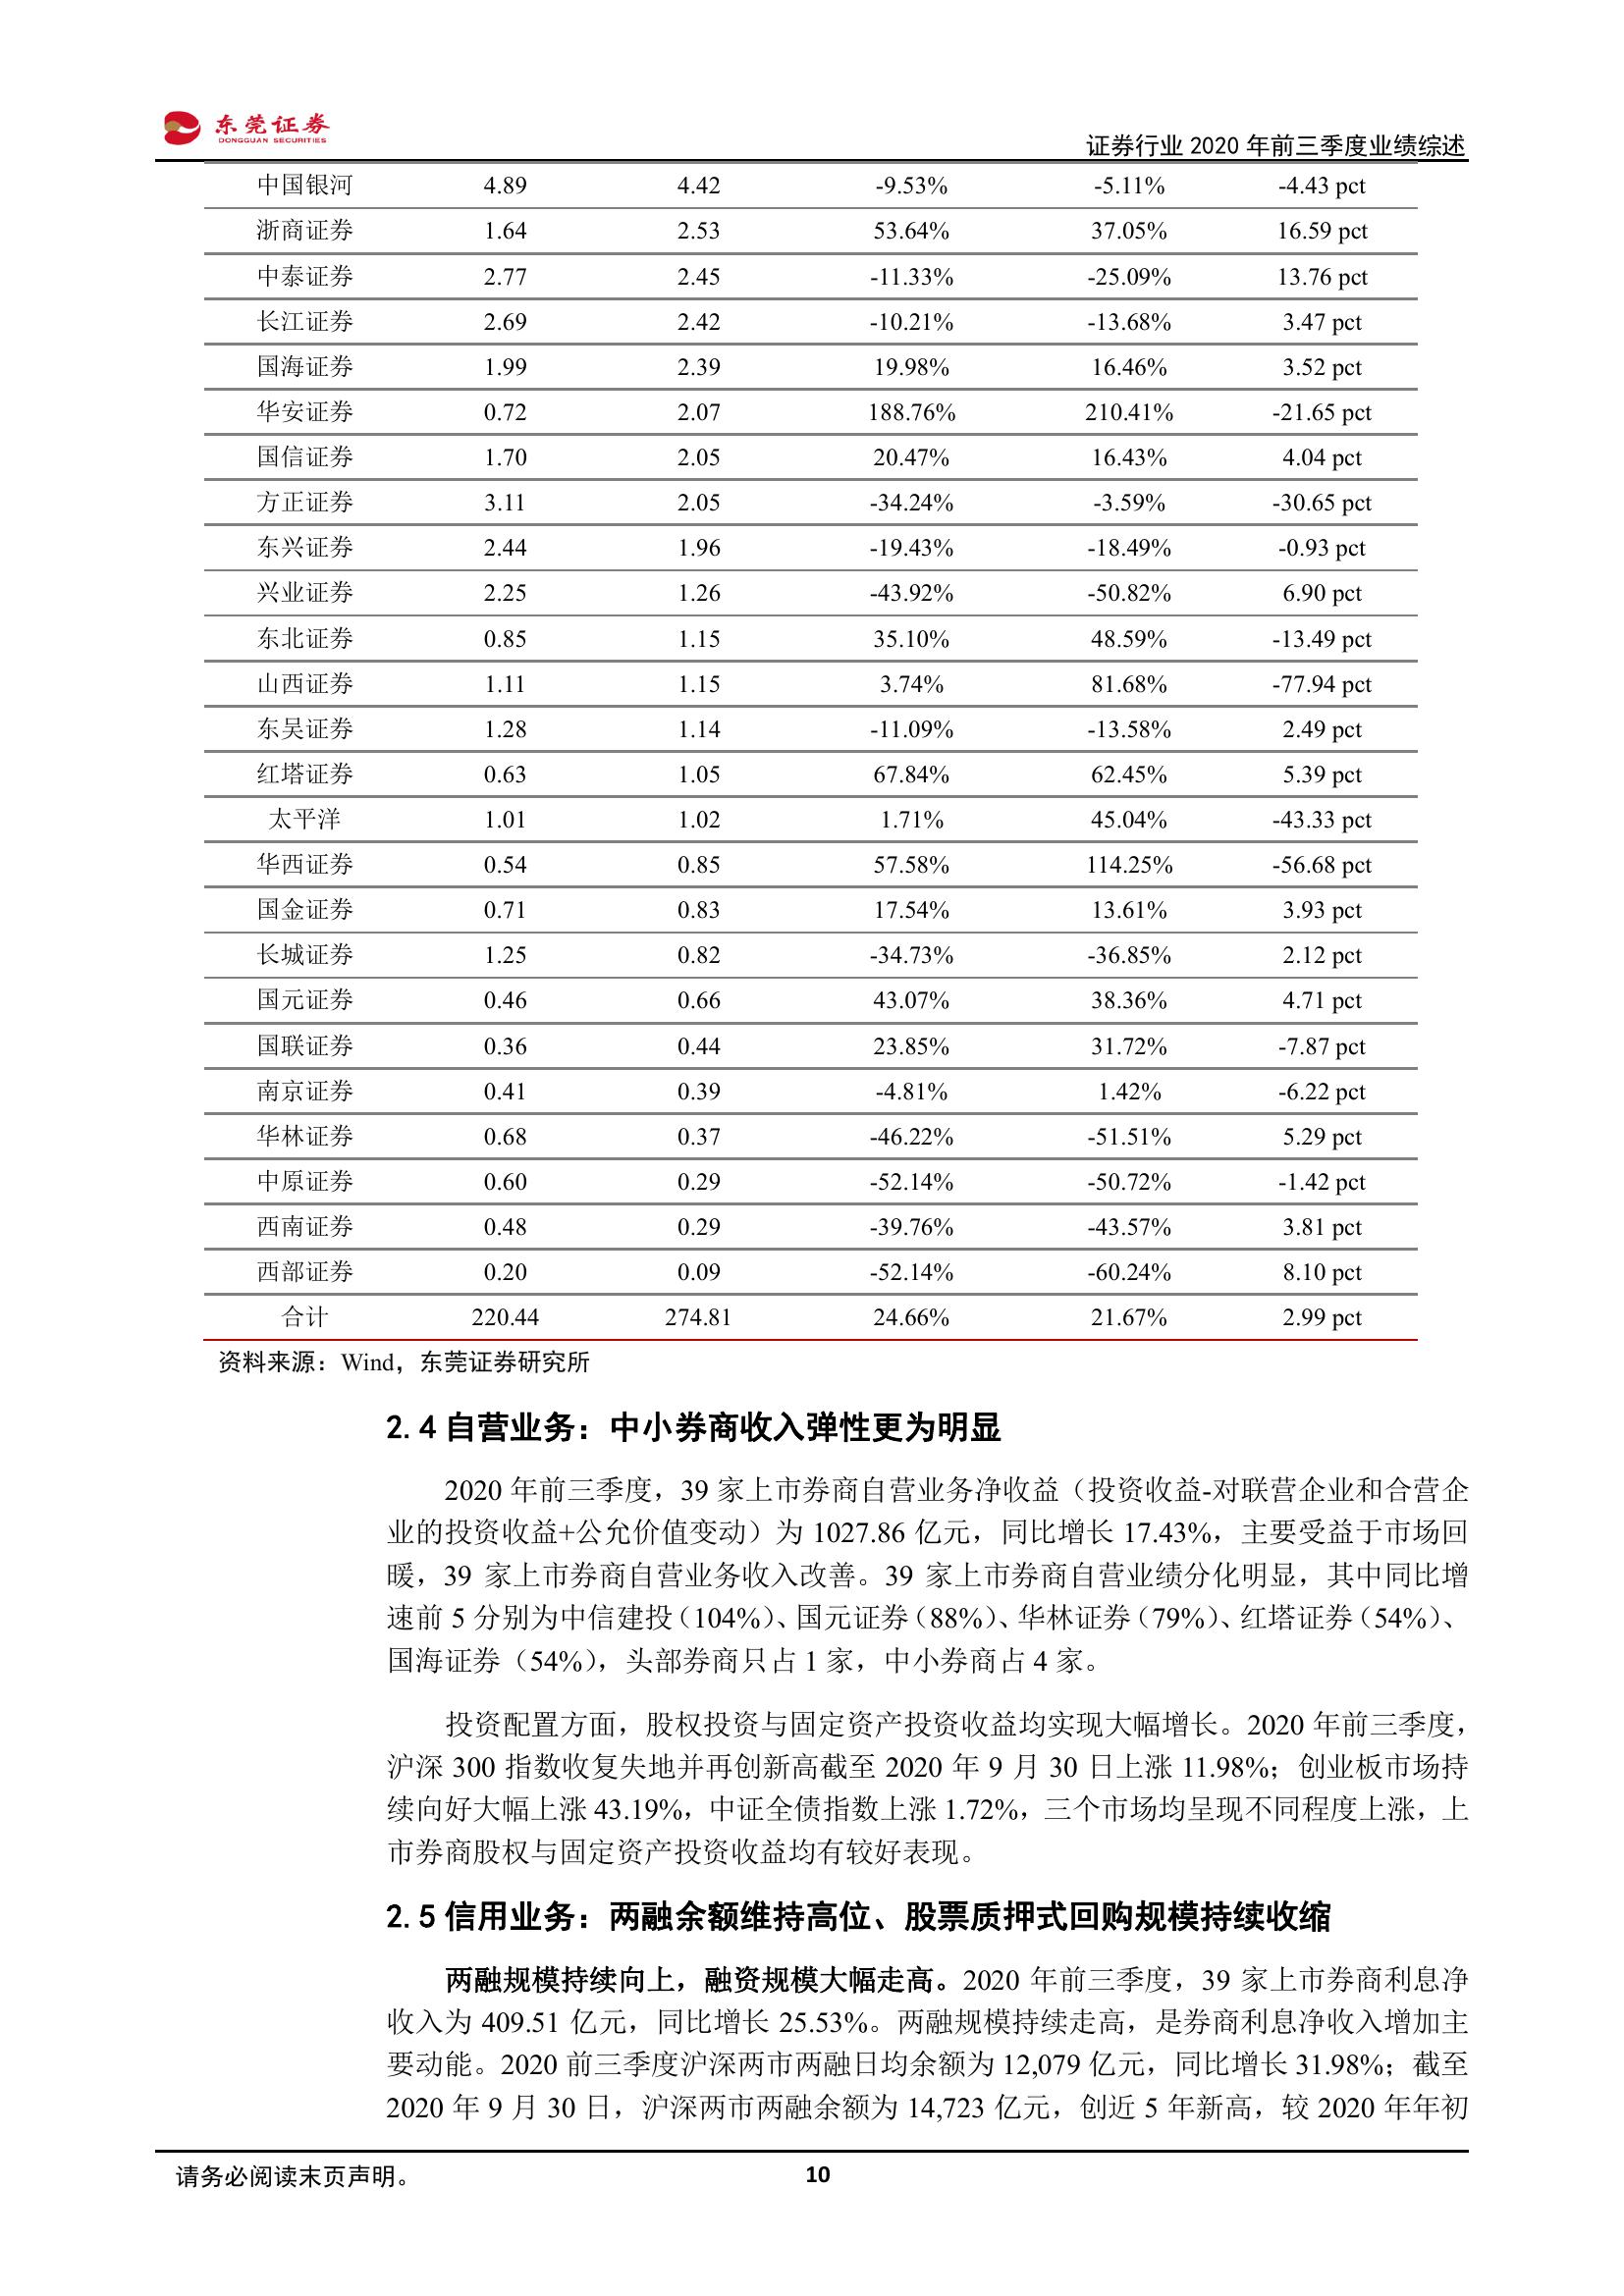 东莞证券
DONGGUAN SECURITIES
证券行业 2020 年前三季度业绩综述
中国银河 4.89 4.42 -9.53% -5.11% -4.43 pct
浙商证券 1.64 2.53 53.64% 37.05% 16.59 pct
中泰证券 2.77 2.45 -11.33% -25.09% 13.76 pct
长江证券 2.69 2.42 -10.21% -13.68% 3.47 pct
国海证券 1.99 2.39 19.98% 16.46% 3.52 pct
华安证券 0.72 2.07 188.76% 210.41% -21.65 pct
国信证券 1.70 2.05 20.47% 16.43% 4.04 pct
方正证券 3.11 2.05 -34.24% -3.59% -30.65 pct
东兴证券 2.44 1.96 -19.43% -18.49% -0.93 pct
兴业证券 2.25 1.26 -43.92% -50.82% 6.90 pct
东北证券 0.85 1.15 35.10% 48.59% -13.49 pct
山西证券 1.11 1.15 3.74% 81.68% -77.94 pct
东吴证券 1.28 1.14 -11.09% -13.58% 2.49 pct
红塔证券 0.63 1.05 67.84% 62.45% 5.39 pct
太平洋 1.01 1.02 1.71% 45.04% -43.33 pct
华西证券 0.54 0.85 57.58% 114.25% -56.68 pct
国金证券 0.71 0.83 17.54% 13.61% 3.93 pct
长城证券 1.25 0.82 -34.73% -36.85% 2.12 pct
国元证券 0.46 0.66 43.07% 38.36% 4.71 pct
国联证券 0.36 0.44 23.85% 31.72% -7.87 pct
南京证券 0.41 0.39 -4.81% 1.42% -6.22 pct
华林证券 0.68 0.37 -46.22% -51.51% 5.29 pct
中原证券 0.60 0.29 -52.14% -50.72% -1.42 pct
西南证券 0.48 0.29 -39.76% -43.57% 3.81 pct
西部证券 0.20 0.09 -52.14% -60.24% 8.10 pct
合计 220.44 274.81 24.66% 21.67% 2.99 pct
资料来源：Wind，东莞证券研究所
2.4 自营业务：中小券商收入弹性更为明显
2020 年前三季度，39 家上市券商自营业务净收益（投资收益-对联营企业和合营企
业的投资收益+公允价值变动）为 1027.86 亿元，同比增长 17.43%，主要受益于市场回
暖，39 家上市券商自营业务收入改善。39 家上市券商自营业绩分化明显，其中同比增
速前 5 分别为中信建投（104%）、国元证券（88%）、华林证券（79%）、红塔证券（54%）、
国海证券（54%），头部券商只占 1 家，中小券商占 4 家。
投资配置方面，股权投资与固定资产投资收益均实现大幅增长。2020 年前三季度，
沪深 300 指数收复失地并再创新高截至 2020 年 9 月 30 日上涨 11.98%；创业板市场持
续向好大幅上涨 43.19%，中证全债指数上涨 1.72%，三个市场均呈现不同程度上涨，上
市券商股权与固定资产投资收益均有较好表现。
2.5 信用业务：两融余额维持高位、股票质押式回购规模持续收缩
两融规模持续向上，融资规模大幅走高。2020 年前三季度，39 家上市券商利息净
收入为 409.51 亿元，同比增长 25.53%。两融规模持续走高，是券商利息净收入增加主
要动能。2020 前三季度沪深两市两融日均余额为 12,079 亿元，同比增长 31.98%；截至
2020 年 9 月 30 日，沪深两市两融余额为 14,723 亿元，创近 5 年新高，较 2020 年年初
请务必阅读末页声明。
10